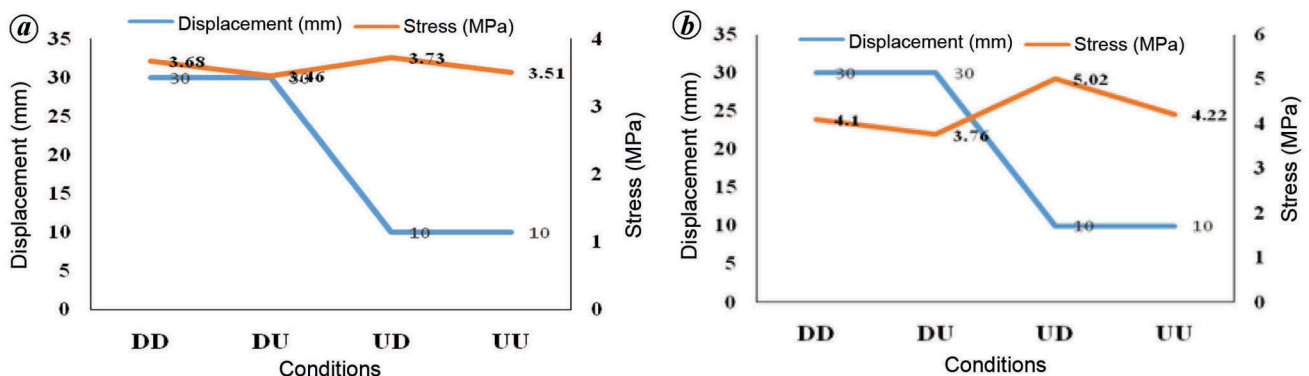 a
Displacement (mm)
Stress (MPa)
35
30
25
20
15
10
5
0
Displacement (mm)
3.68
3.46
3.73
3.51
30
30
10
10
4
3
2
1
0
Stress (MPa)
DD
DU
UD
UU
Conditions
b
Displacement (mm)
Stress (MPa)
35
30
25
20
15
10
5
0
Displacement (mm)
30
30
10
10
4.1
3.76
5.02
4.22
6
5
4
3
2
1
0
Stress (MPa)
DD
DU
UD
UU
Conditions